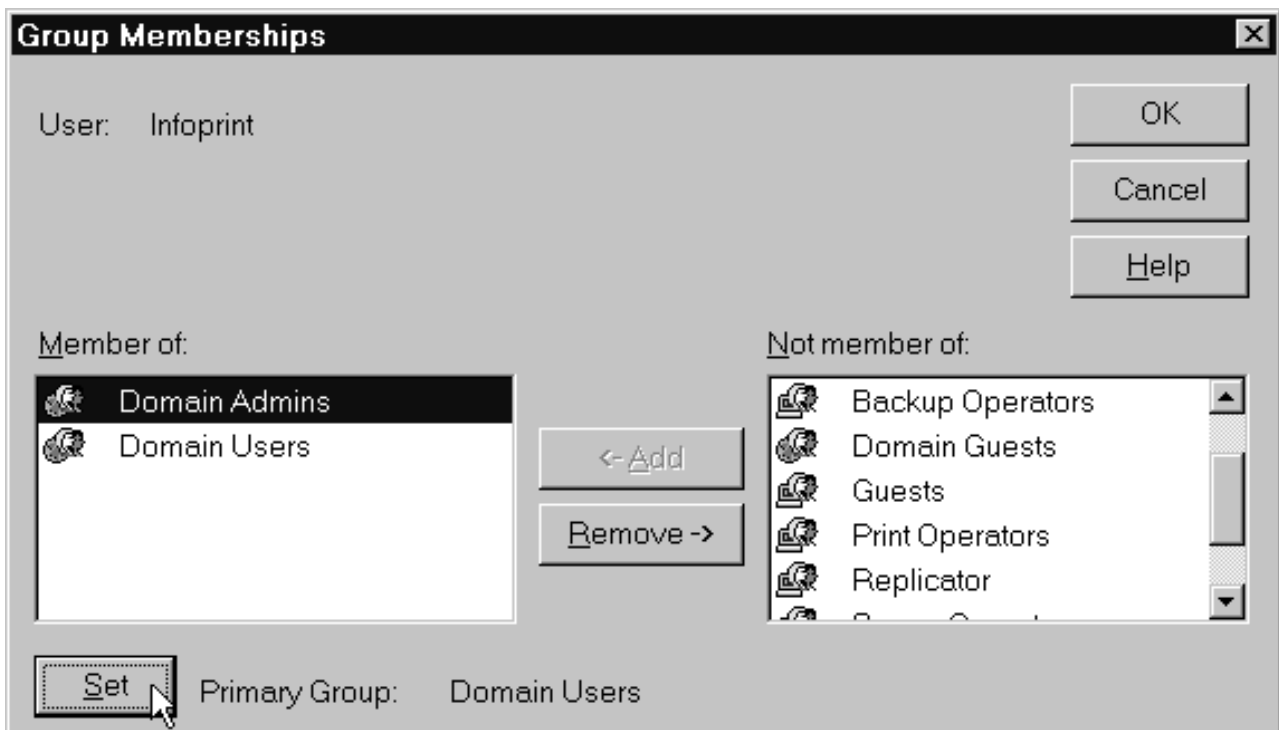 Group Memberships
User: Infoprint
OK
Cancel
Help
Member of:
Domain Admins
Domain Users
<-Add
Remove ->
Not member of:
Backup Operators
Domain Guests
Guests
Print Operators
Replicator
Set
Primary Group: Domain Users